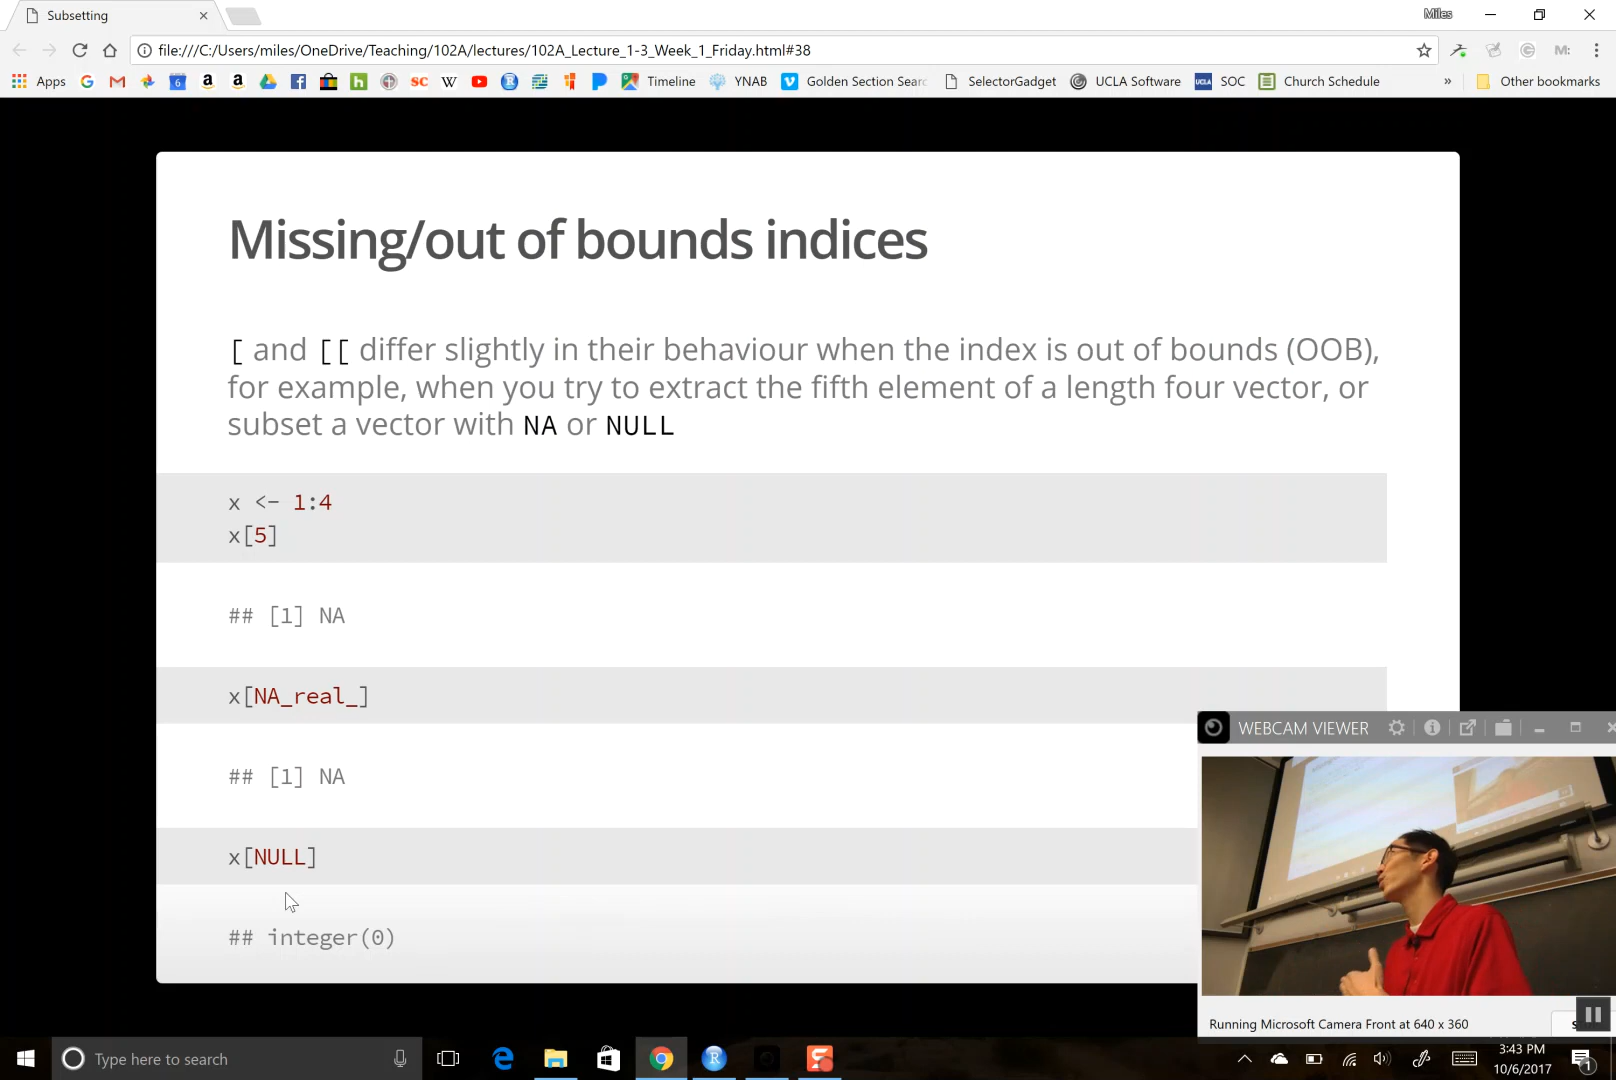 Subsetting
Miles
file:///C:/Users/miles/OneDrive/Teaching/102A/lectures/102A_Lecture_1-3_Week_1_Friday.html#38
Apps
Timeline
YNAB
Golden Section Sear
SelectorGadget
UCLA Software
SOC
Church Schedule
»
Other bookmarks
Missing/out of bounds indices
[ and [[ differ slightly in their behaviour when the index is out of bounds (OOB),
for example, when you try to extract the fifth element of a length four vector, or
subset a vector with NA or NULL
x <- 1:4
x[5]
## [1] NA
x[NA_real_]
## [1] NA
x[NULL]
## integer(0)
WEBCAM VIEWER
Running Microsoft Camera Front at 640 x 360
Type here to search
3:43 PM
10/6/2017